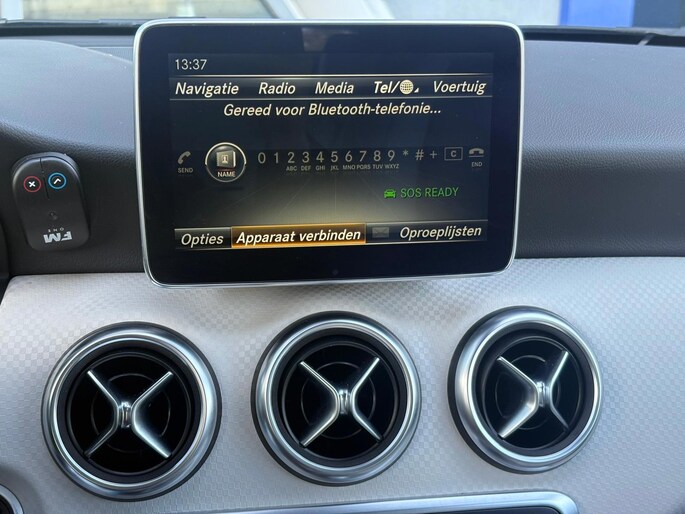 13:37
Navigatie Radio Media Tel/ . Voertuig
Gereed voor Bluetooth-telefonie...
0 1 2 3 4 5 6 7 8 9 * # + C
SEND NAME ABC DEF GHI JKL MNO PQR TUV WXYZ END
SOS READY
Opties Apparaat verbinden Oproeplijsten
FM
ONE